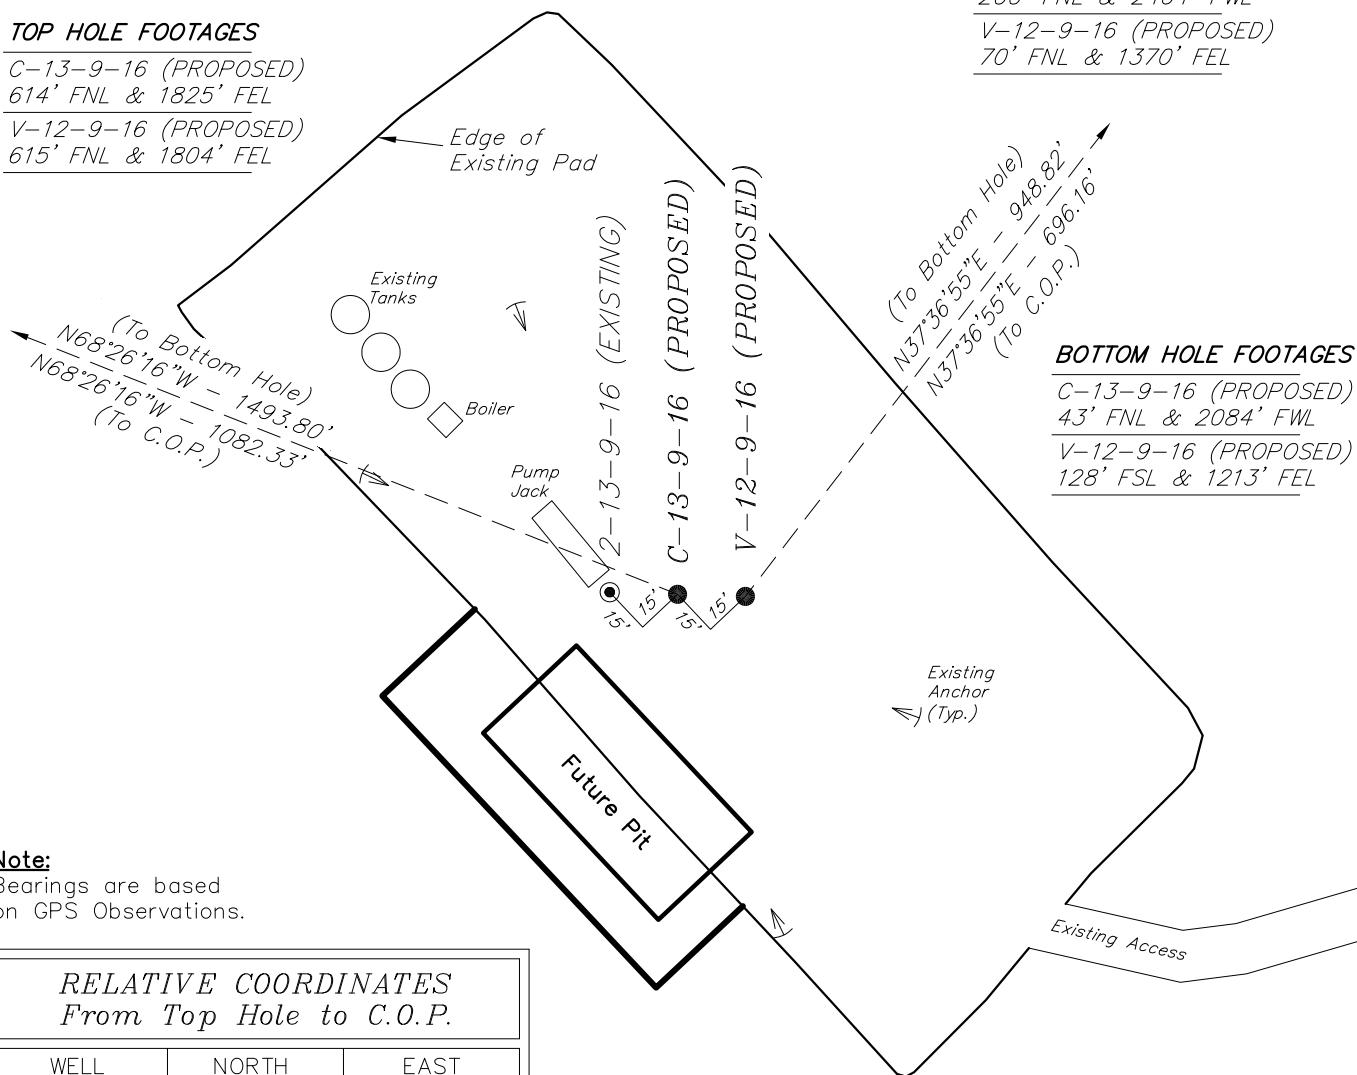 TOP HOLE FOOTAGES
C-13-9-16 (PROPOSED)
614' FNL & 1825' FEL
V-12-9-16 (PROPOSED)
615' FNL & 1804' FEL
V-12-9-16 (PROPOSED)
70' FNL & 1370' FEL
Edge of
Existing Pad
Existing
Tanks
Boiler
Pump
Jack
2-13-9-16 (EXISTING)
C-13-9-16 (PROPOSED)
V-12-9-16 (PROPOSED)
(To Bottom Hole)
N68°26'16"W - 1493.80'
N68°26'16"W - 1082.33'
(To C.O.P.)
(To Bottom Hole)
N37°36'55"E - 948.82'
N37°36'55"E - 696.16'
(To C.O.P.)
BOTTOM HOLE FOOTAGES
C-13-9-16 (PROPOSED)
43' FNL & 2084' FWL
V-12-9-16 (PROPOSED)
128' FSL & 1213' FEL
15'
15'
15'
15'
Existing
Anchor
(Typ.)
Future Pit
Existing Access
Note:
Bearings are based
on GPS Observations.
RELATIVE COORDINATES
From Top Hole to C.O.P.
WELL NORTH EAST